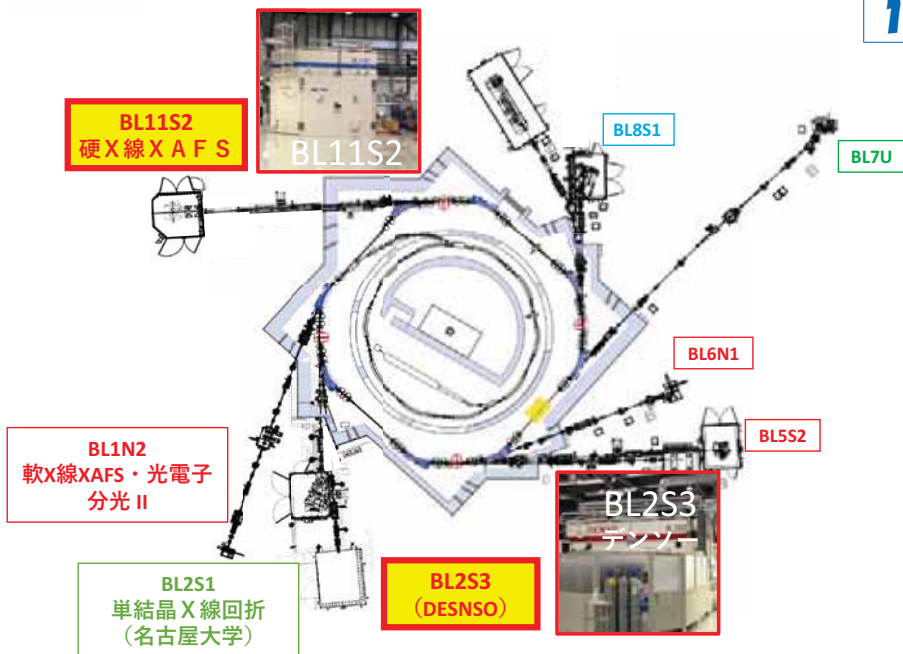 BL11S2
硬X線XAFS
BL11S2
BL8S1
BL7U
BL6N1
BL5S2
BL1N2
軟X線XAFS・光電子
分光 II
BL2S1
単結晶X線回折
（名古屋大学）
BL2S3
（DESNSO）
BL2S3
デンソー